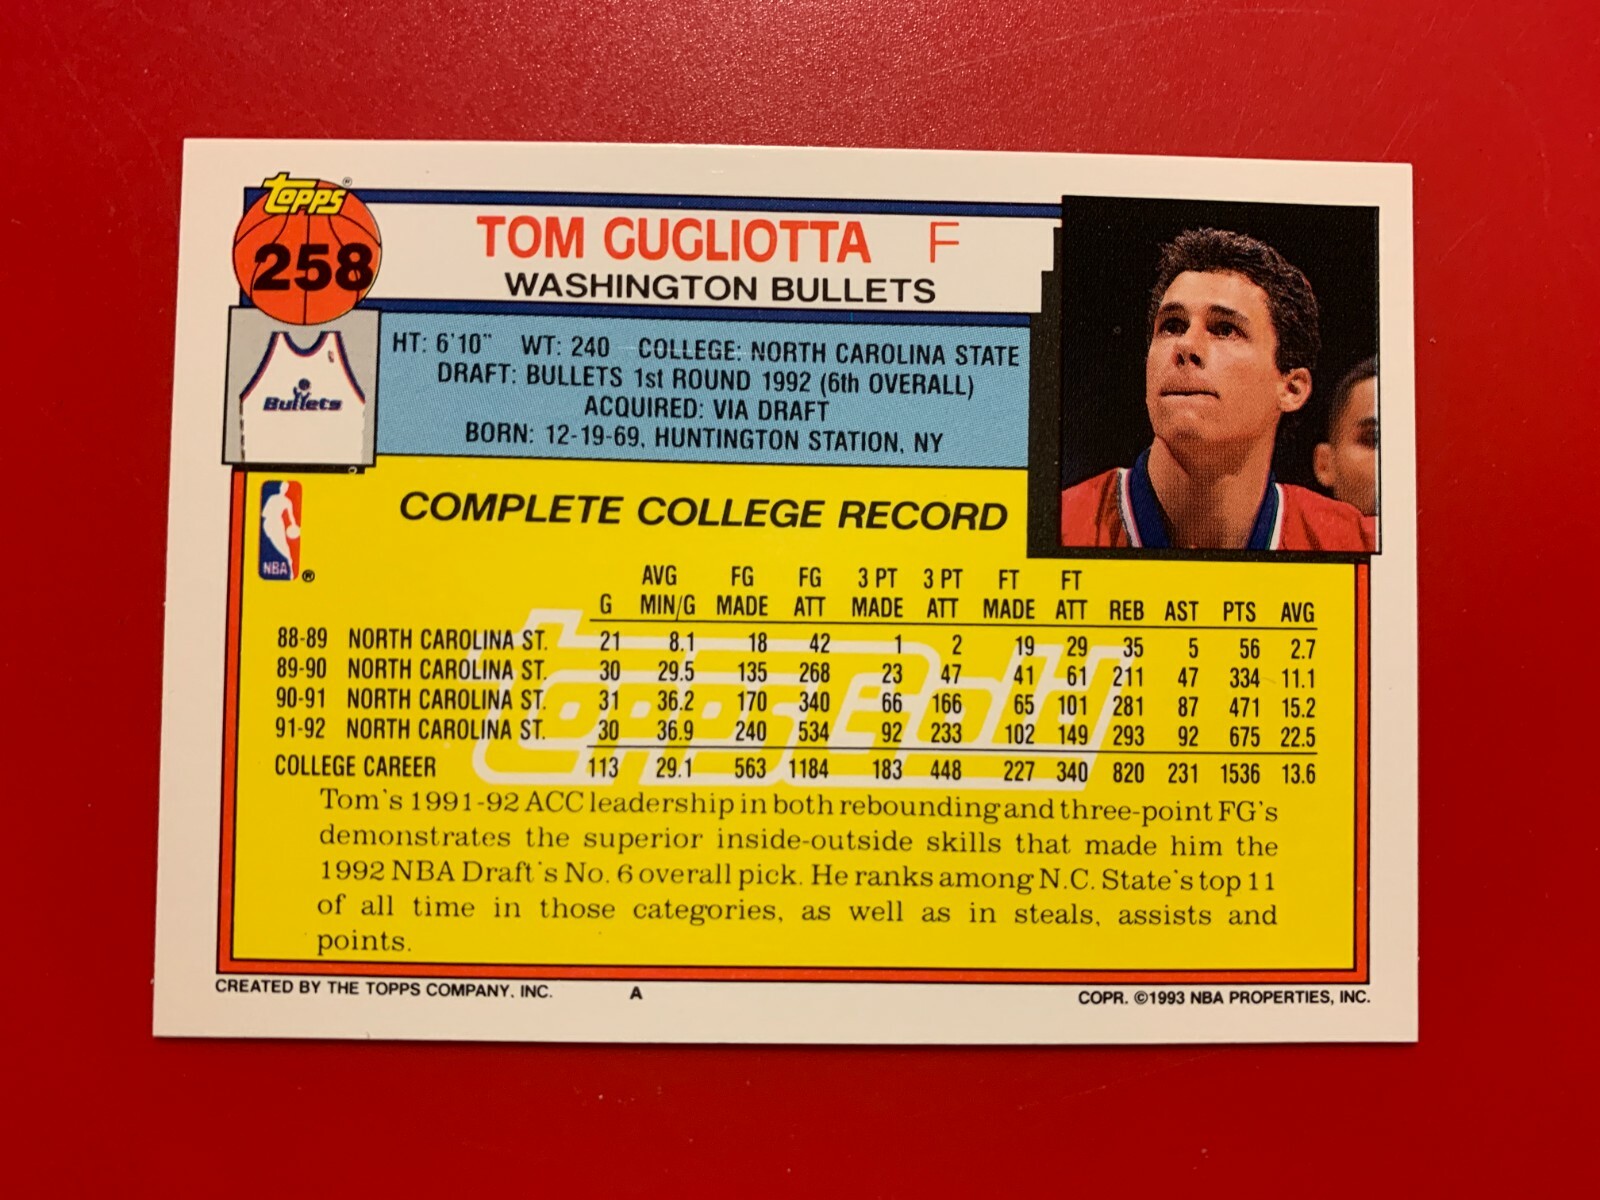 topps®
258
TOM GUGLIOTTA F
WASHINGTON BULLETS
Bullets
HT: 6'10" WT: 240 COLLEGE: NORTH CAROLINA STATE
DRAFT: BULLETS 1st ROUND 1992 (6th OVERALL)
ACQUIRED: VIA DRAFT
BORN: 12-19-69, HUNTINGTON STATION, NY
NBA ®
COMPLETE COLLEGE RECORD
AVG FG FG 3 PT 3 PT FT FT
G MIN/G MADE ATT MADE ATT MADE ATT REB AST PTS AVG
88-89 NORTH CAROLINA ST. 21 8.1 18 42 1 2 19 29 35 5 56 2.7
89-90 NORTH CAROLINA ST. 30 29.5 135 268 23 47 41 61 211 47 334 11.1
90-91 NORTH CAROLINA ST. 31 36.2 170 340 66 166 65 101 281 87 471 15.2
91-92 NORTH CAROLINA ST. 30 36.9 240 534 92 233 102 149 293 92 675 22.5
COLLEGE CAREER 113 29.1 563 1184 183 448 227 340 820 231 1536 13.6
ToppsGold
Tom's 1991-92 ACC leadership in both rebounding and three-point FG's
demonstrates the superior inside-outside skills that made him the
1992 NBA Draft's No. 6 overall pick. He ranks among N.C. State's top 11
of all time in those categories, as well as in steals, assists and
points.
CREATED BY THE TOPPS COMPANY, INC. A COPR. ©1993 NBA PROPERTIES, INC.